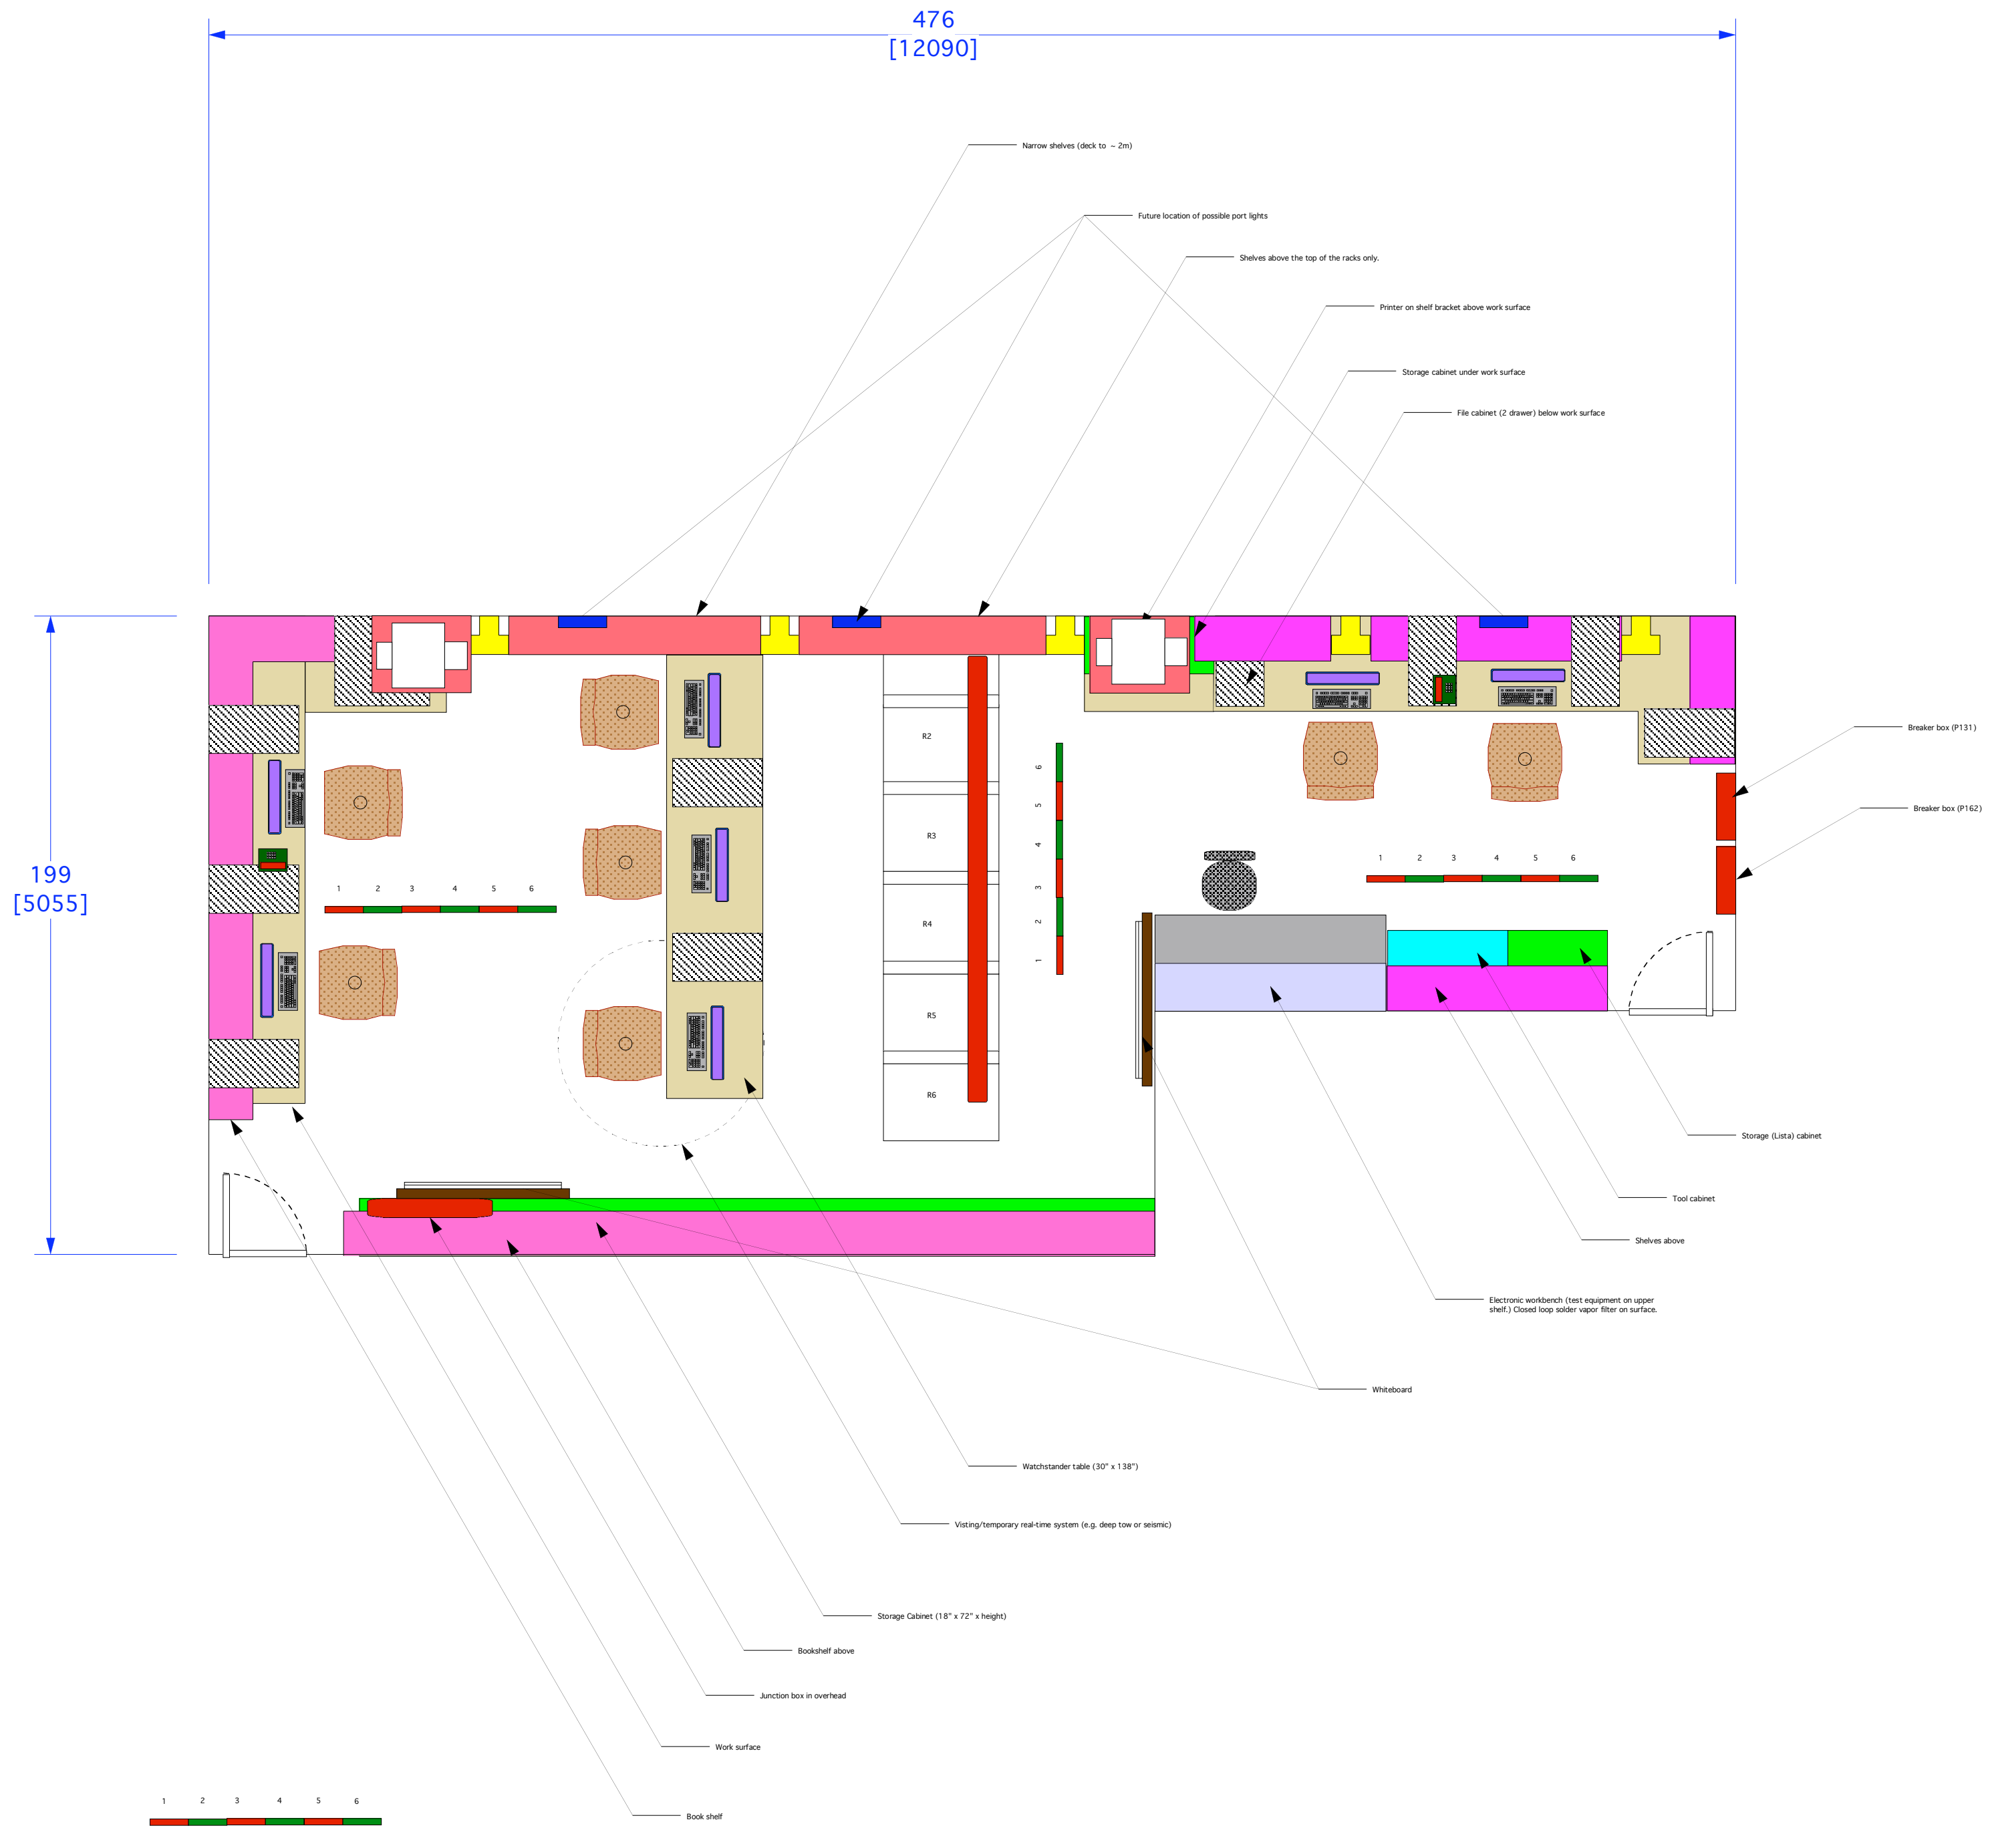 476
[12090]
Narrow shelves (deck to ~ 2m)
Future location of possible port lights
Shelves above the top of the racks only.
Printer on shelf bracket above work surface
Storage cabinet under work surface
File cabinet (2 drawer) below work surface
Breaker box (P131)
R2
6
5
4
3
2
1
Breaker box (P162)
R3
1 2 3 4 5 6
199
[5055]
1 2 3 4 5 6
R4
R5
R6
Storage (Lista) cabinet
Tool cabinet
Shelves above
Electronic workbench (test equipment on upper
shelf.) Closed loop solder vapor filter on surface.
Whiteboard
Watchstander table (30" x 138")
Visting/temporary real-time system (e.g. deep tow or seismic)
Storage Cabinet (18" x 72" x height)
Bookshelf above
Junction box in overhead
Work surface
1 2 3 4 5 6
Book shelf